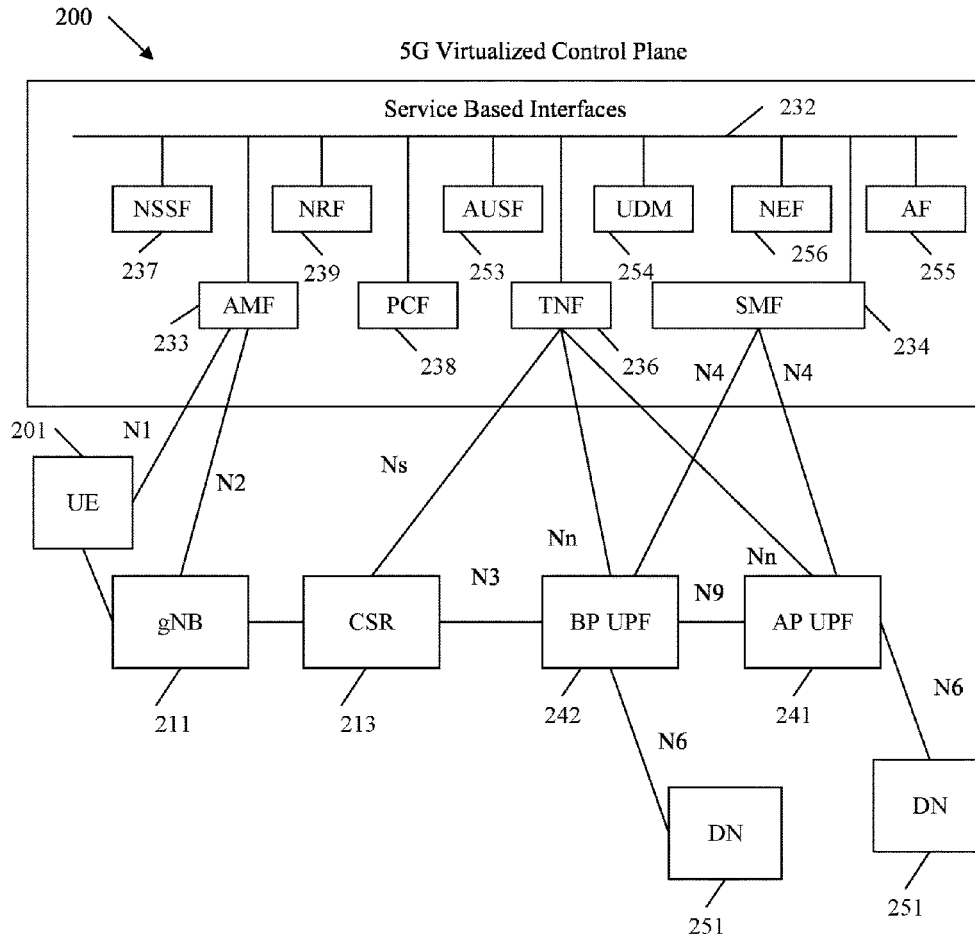 200
5G Virtualized Control Plane
Service Based Interfaces
232
NSSF
NRF
AUSF
UDM
NEF
AF
237
239
253
254
256
255
AMF
PCF
TNF
SMF
233
238
236
234
N4
N4
201
N1
N2
Ns
UE
Nn
Nn
N3
N9
gNB
CSR
BP UPF
AP UPF
211
213
242
241
N6
N6
DN
DN
251
251